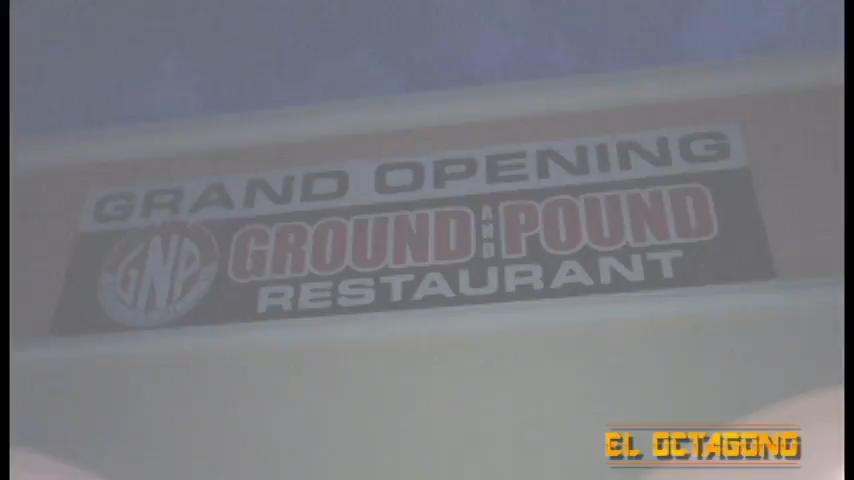 GRAND OPENING
GNP GROUND AND POUND
RESTAURANT
EL OCTAGONO